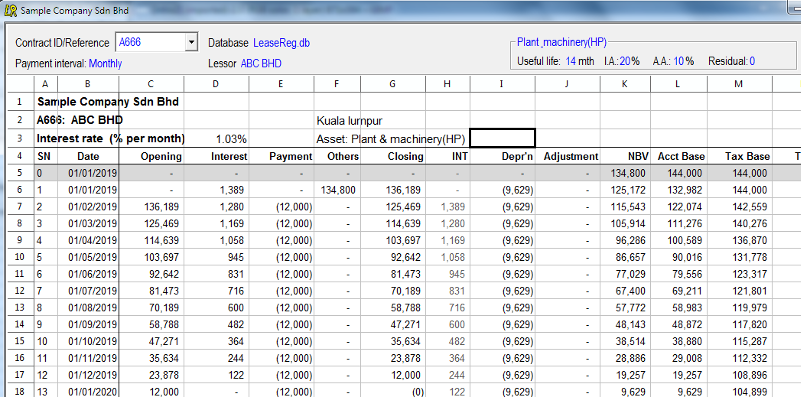 LR Sample Company Sdn Bhd
Contract ID/Reference A666 Database LeaseReg.db Plant_machinery(HP)
Payment interval: Monthly Lessor ABC BHD Useful life: 14 mth I.A.: 20% A.A.: 10 % Residual: 0
A B C D E F G H I J K L M
1 Sample Company Sdn Bhd
2 A666: ABC BHD Kuala lurnpur
3 Interest rate (% per month) 1.03% Asset: Plant & machinery(HP)
4 SN Date Opening Interest Payment Others Closing INT Depr'n Adjustment NBV Acct Base Tax Base T
5 0 01/01/2019 - - - - - - - - 134,800 144,000 144,000
6 1 01/01/2019 - 1,389 - 134,800 136,189 - (9,629) - 125,172 132,982 144,000
7 2 01/02/2019 136,189 1,280 (12,000) - 125,469 1,389 (9,629) - 115,543 122,074 142,559
8 3 01/03/2019 125,469 1,169 (12,000) - 114,639 1,280 (9,629) - 105,914 111,276 140,276
9 4 01/04/2019 114,639 1,058 (12,000) - 103,697 1,169 (9,629) - 96,286 100,589 136,870
10 5 01/05/2019 103,697 945 (12,000) - 92,642 1,058 (9,629) - 86,657 90,016 131,778
11 6 01/06/2019 92,642 831 (12,000) - 81,473 945 (9,629) - 77,029 79,556 123,317
12 7 01/07/2019 81,473 716 (12,000) - 70,189 831 (9,629) - 67,400 69,211 121,801
13 8 01/08/2019 70,189 600 (12,000) - 58,788 716 (9,629) - 57,772 58,983 119,979
14 9 01/09/2019 58,788 482 (12,000) - 47,271 600 (9,629) - 48,143 48,872 117,820
15 10 01/10/2019 47,271 364 (12,000) - 35,634 482 (9,629) - 38,514 38,880 115,287
16 11 01/11/2019 35,634 244 (12,000) - 23,878 364 (9,629) - 28,886 29,008 112,332
17 12 01/12/2019 23,878 122 (12,000) - 12,000 244 (9,629) - 19,257 19,257 108,896
18 13 01/01/2020 12,000 - (12,000) - (0) 122 (9,629) - 9,629 9,629 104,899